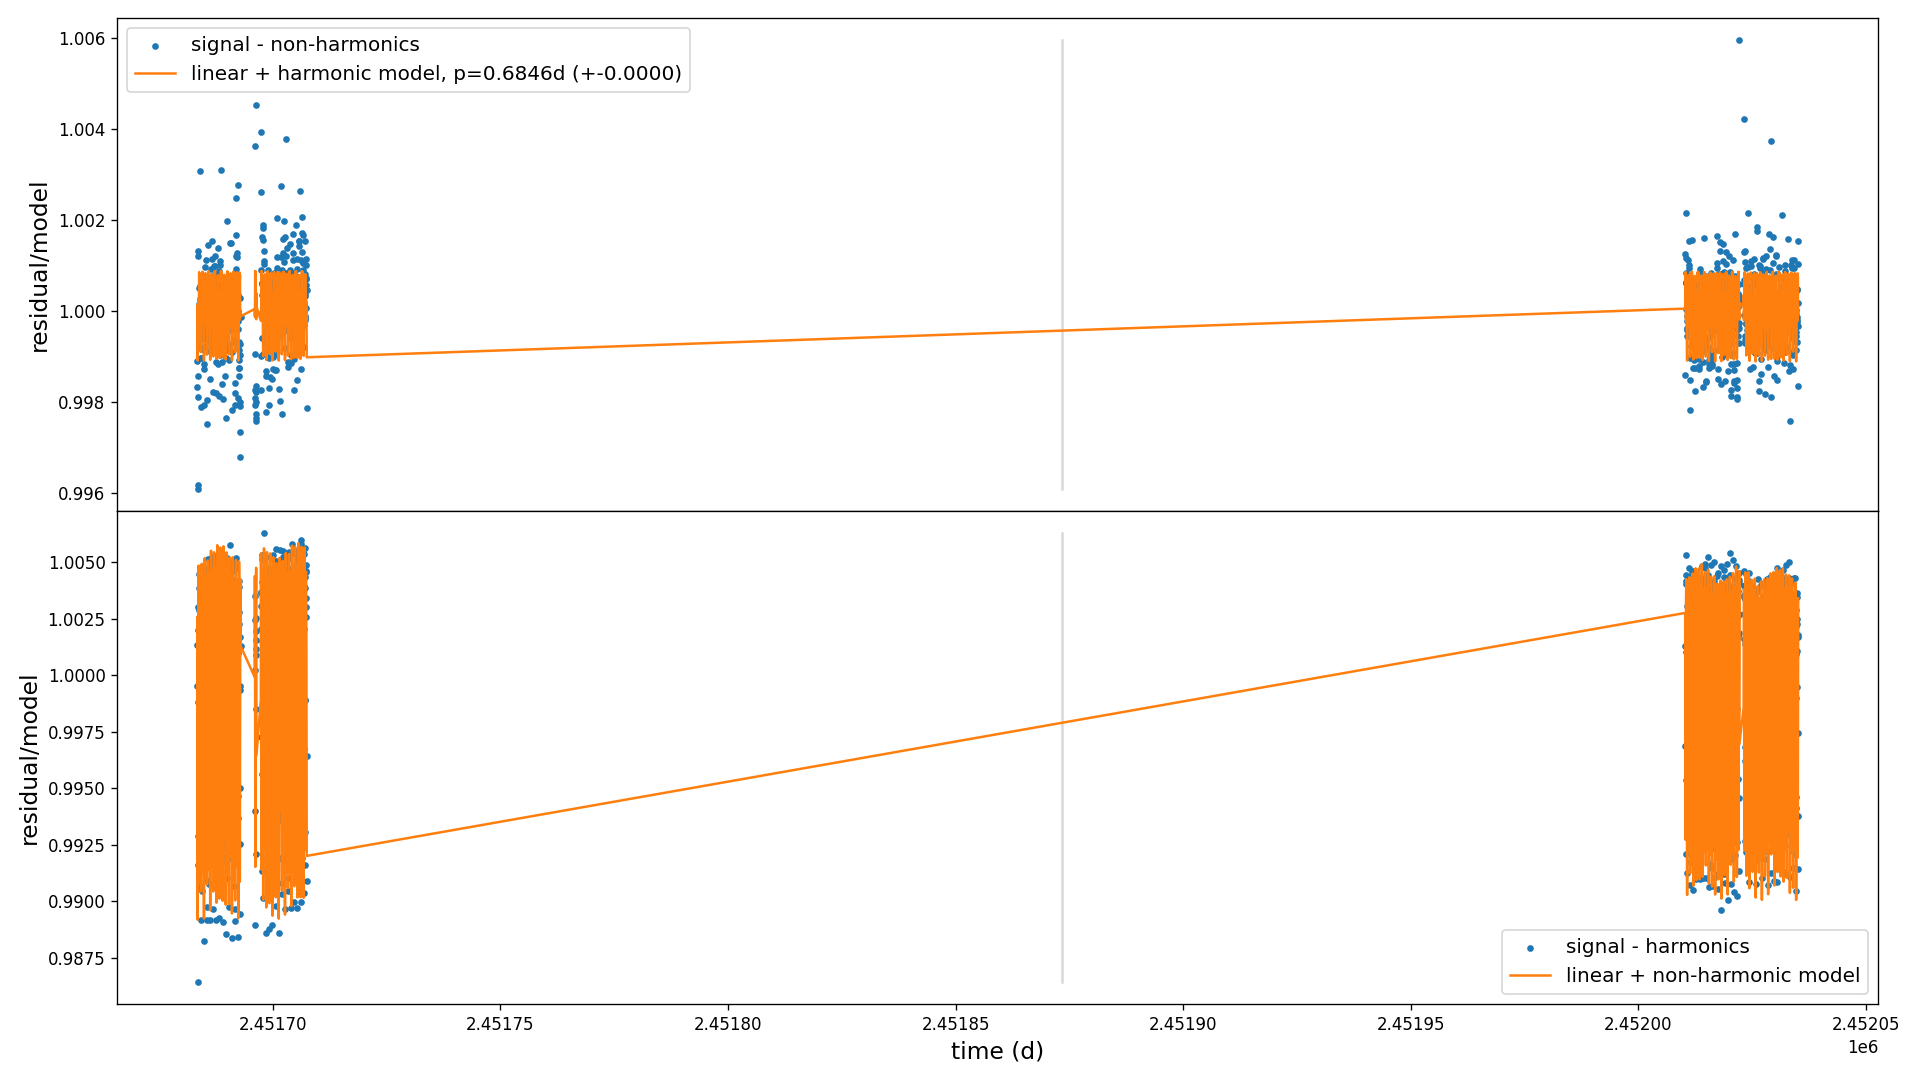 signal - non-harmonics
linear + harmonic model, p=0.6846d (+-0.0000)
1.006
1.004
1.002
1.000
0.998
0.996
residual/model
1.0050
1.0025
1.0000
0.9975
0.9950
0.9925
0.9900
0.9875
residual/model
signal - harmonics
linear + non-harmonic model
2.45170
2.45175
2.45180
2.45185
2.45190
2.45195
2.45200
2.45205
time (d)
1e6